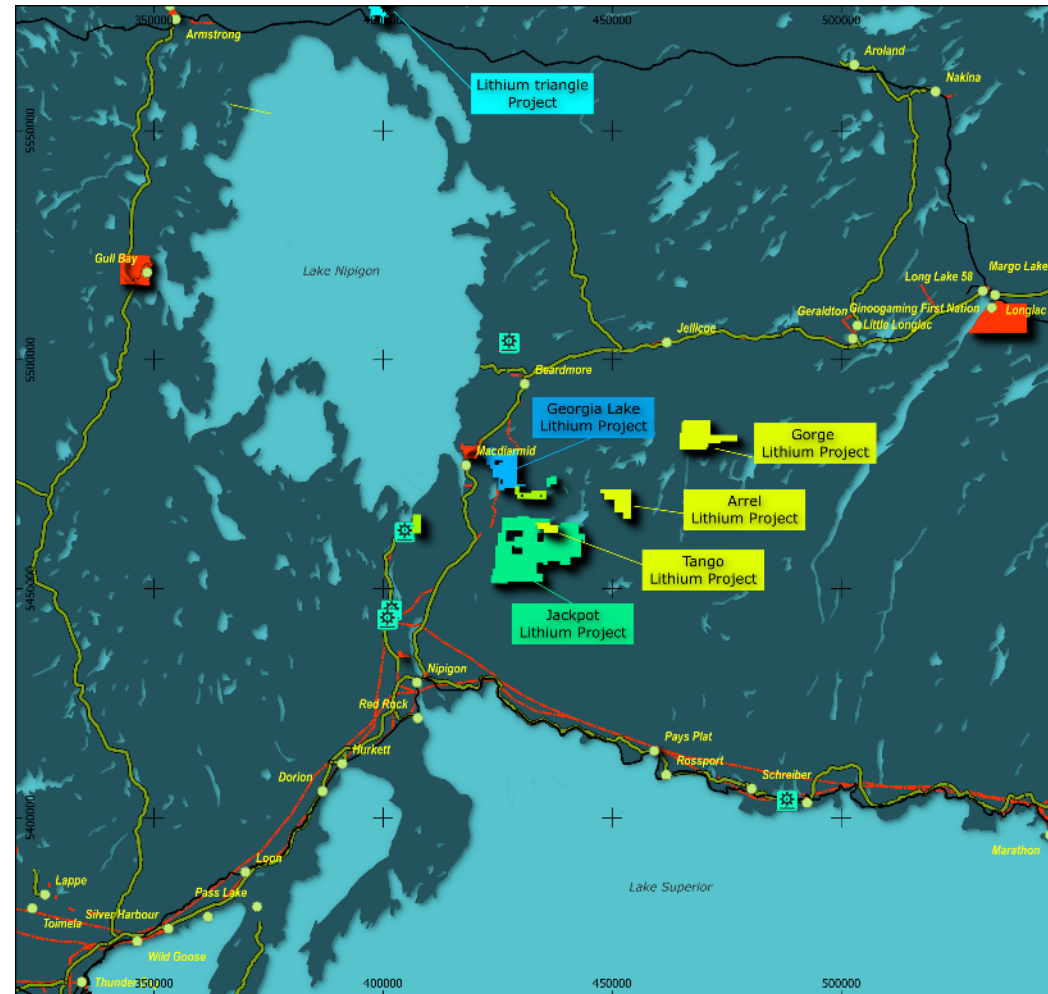 350000
450000
500000
Armstrong
Aroland
Lithium triangle
Project
Nakina
5550000
Gull Bay
Lake Nipigon
Long Lake 58
Margo Lake
Geraldton
Ginoogaming First Nation
Longlac
Little Longlac
Jellicoe
5500000
Beardmore
Georgia Lake
Lithium Project
Gorge
Lithium Project
Macdiarmid
Arrel
Lithium Project
Tango
Lithium Project
5450000
Jackpot
Lithium Project
Nipigon
Red Rock
Pays Plat
Hurkett
Rossport
Dorion
Schreiber
5400000
Marathon
Loon
Lappe
Pass Lake
Lake Superior
Silver Harbour
Toimela
Wild Goose
Thunder
350000
400000
450000
500000